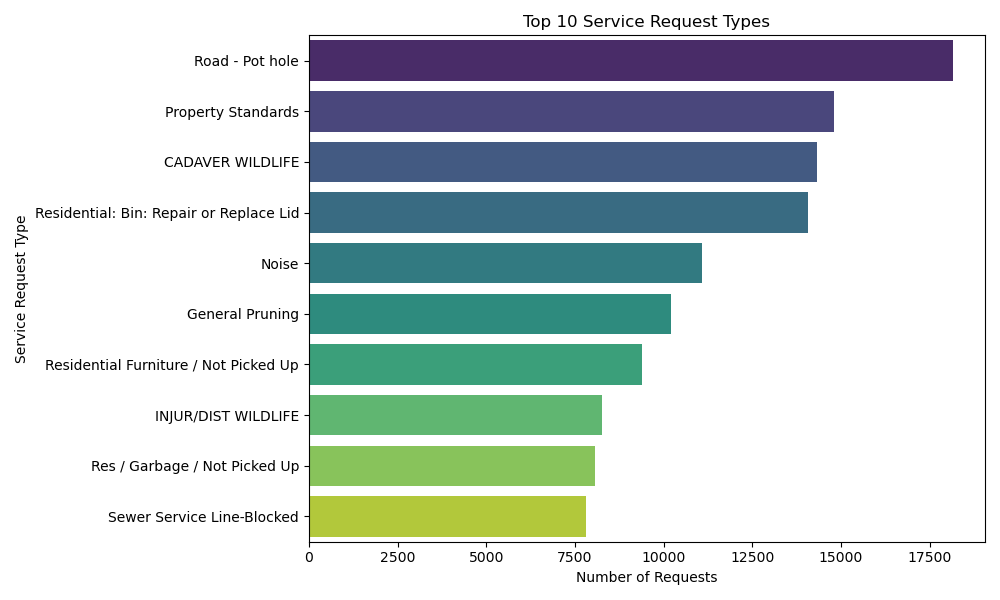 Top 10 Service Request Types
Service Request Type
Road - Pot hole
Property Standards
CADAVER WILDLIFE
Residential: Bin: Repair or Replace Lid
Noise
General Pruning
Residential Furniture / Not Picked Up
INJUR/DIST WILDLIFE
Res / Garbage / Not Picked Up
Sewer Service Line-Blocked
0 2500 5000 7500 10000 12500 15000 17500
Number of Requests